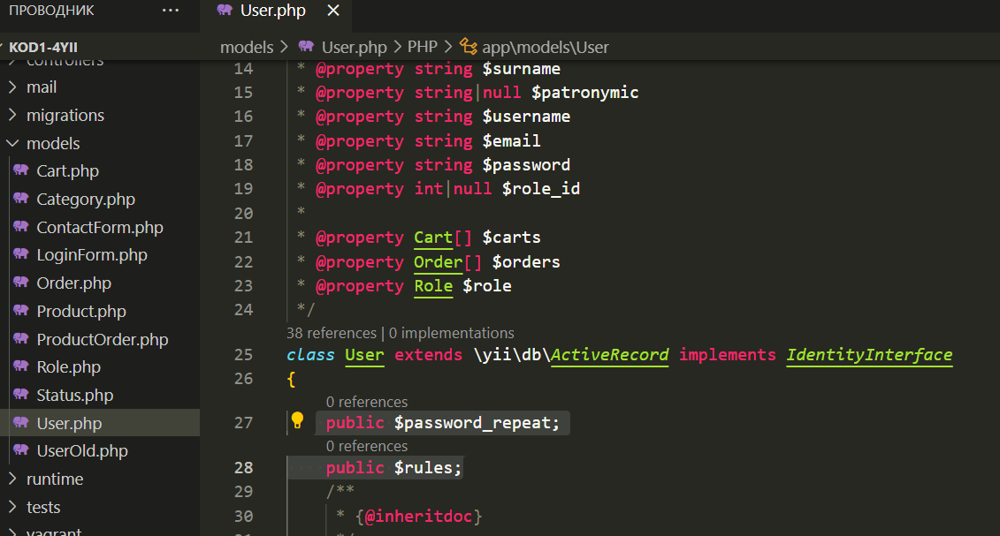 ПРОВОДНИК ...
User.php ×
KOD1-4YII
models > User.php > PHP > app\models\User
controllers
mail
migrations
models
Cart.php
Category.php
ContactForm.php
LoginForm.php
Order.php
Product.php
ProductOrder.php
Role.php
Status.php
User.php
UserOld.php
runtime
tests
vagrant
14 * @property string $surname
15 * @property string|null $patronymic
16 * @property string $username
17 * @property string $email
18 * @property string $password
19 * @property int|null $role_id
20 *
21 * @property Cart[] $carts
22 * @property Order[] $orders
23 * @property Role $role
24 */
38 references | 0 implementations
25 class User extends \yii\db\ActiveRecord implements IdentityInterface
26 {
0 references
27 public $password_repeat;
0 references
28 public $rules;
29 /**
30 * {@inheritdoc}